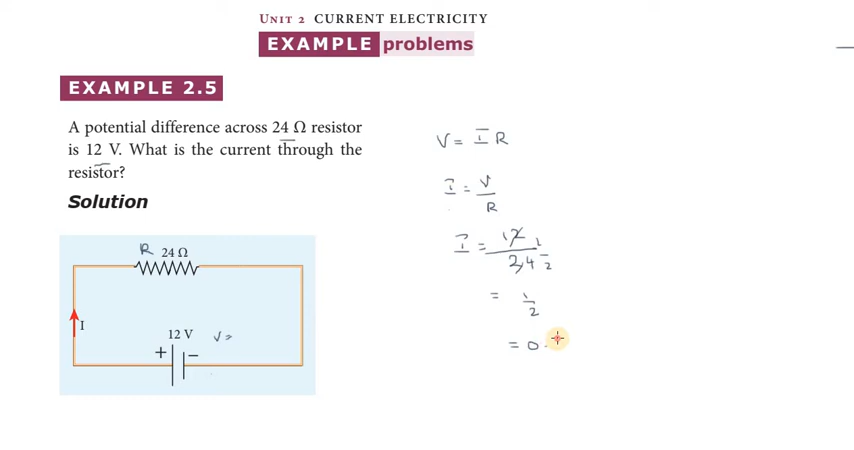 UNIT 2 CURRENT ELECTRICITY
EXAMPLE problems
EXAMPLE 2.5
A potential difference across 24 Ω resistor
is 12 V. What is the current through the
resistor?
Solution
R 24 Ω
I
12 V
V =
+ −
V = I R
I = V
R
I = 12 1
24 2
= 1
2
= 0.